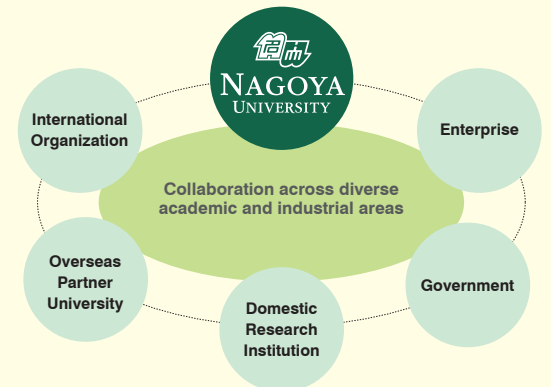 NAGOYA
UNIVERSITY
International
Organization
Enterprise
Collaboration across diverse
academic and industrial areas
Overseas
Partner
University
Government
Domestic
Research
Institution